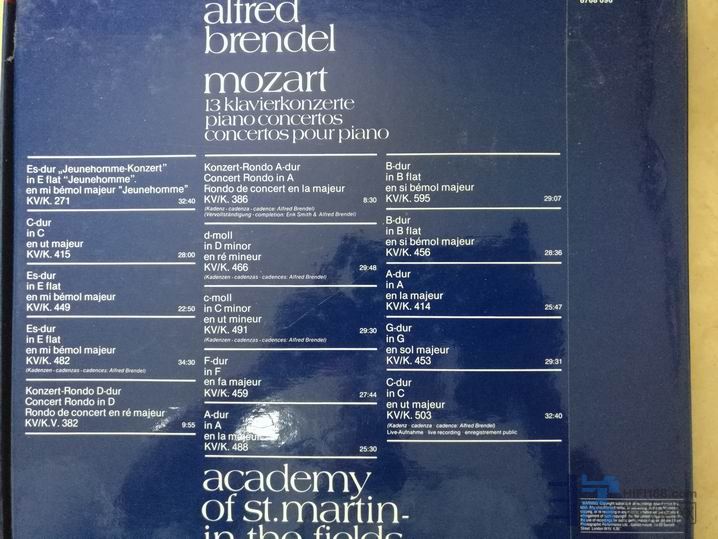 alfred
brendel
mozart
13 klavierkonzerte
piano concertos
concertos pour piano
Es-dur „Jeunehomme-Konzert”
in E flat “Jeunehomme”.
en mi bémol majeur "Jeunehomme"
KV/K. 271 32:40
C-dur
in C
en ut majeur
KV/K. 415 28:00
Es-dur
in E flat
en mi bémol majeur
KV/K. 449 22:50
Es-dur
in E flat
en mi bémol majeur
KV/K. 482 34:30
(Kadenzen - cadenzas - cadences: Alfred Brendel)
Konzert-Rondo D-dur
Concert Rondo in D
Rondo de concert en ré majeur
KV/K.V. 382 9:55
Konzert-Rondo A-dur
Concert Rondo in A
Rondo de concert en la majeur
KV/K. 386 8:30
(Kadenz - cadenza - cadence: Alfred Brendel)
(Vervollständigung - completion: Erik Smith & Alfred Brendel)
d-moll
in D minor
en ré mineur
KV/K. 466 29:48
(Kadenzen - cadenzas - cadences: Alfred Brendel)
c-moll
in C minor
en ut mineur
KV/K. 491 29:30
(Kadenzen - cadenzas - cadences: Alfred Brendel)
F-dur
in F
en fa majeur
KV/K. 459 27:44
A-dur
in A
en la majeur
KV/K. 488 25:30
B-dur
in B flat
en si bémol majeur
KV/K. 595 29:07
B-dur
in B flat
en si bémol majeur
KV/K. 456 28:36
A-dur
in A
en la majeur
KV/K. 414 25:47
G-dur
in G
en sol majeur
KV/K. 453 29:31
C-dur
in C
en ut majeur
KV/K. 503 32:40
(Kadenz · cadenza · cadence: Alfred Brendel)
Live-Aufnahme · live recording · enregistrement public
academy
of st. martin-
in-the-fields